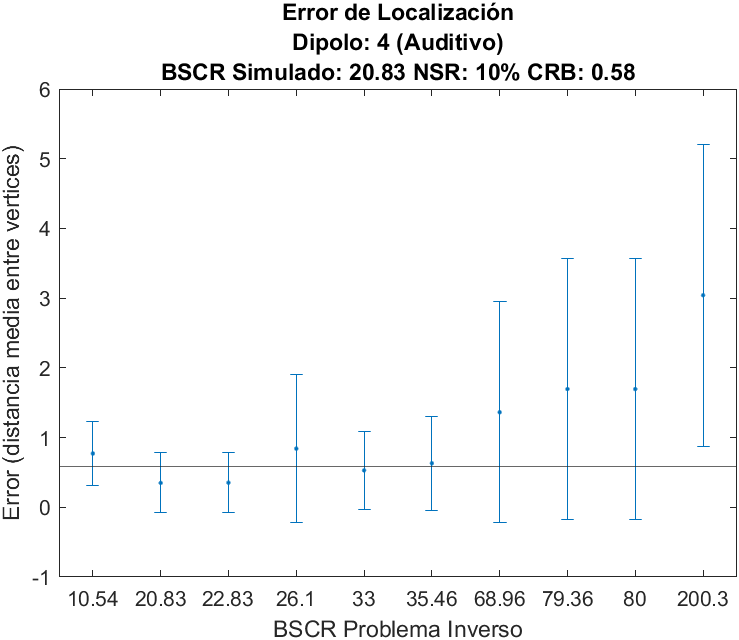 Error de Localización
Dipolo: 4 (Auditivo)
BSCR Simulado: 20.83 NSR: 10% CRB: 0.58
Error (distancia media entre vertices)
6
5
4
3
2
1
0
-1
10.54 20.83 22.83 26.1 33 35.46 68.96 79.36 80 200.3
BSCR Problema Inverso